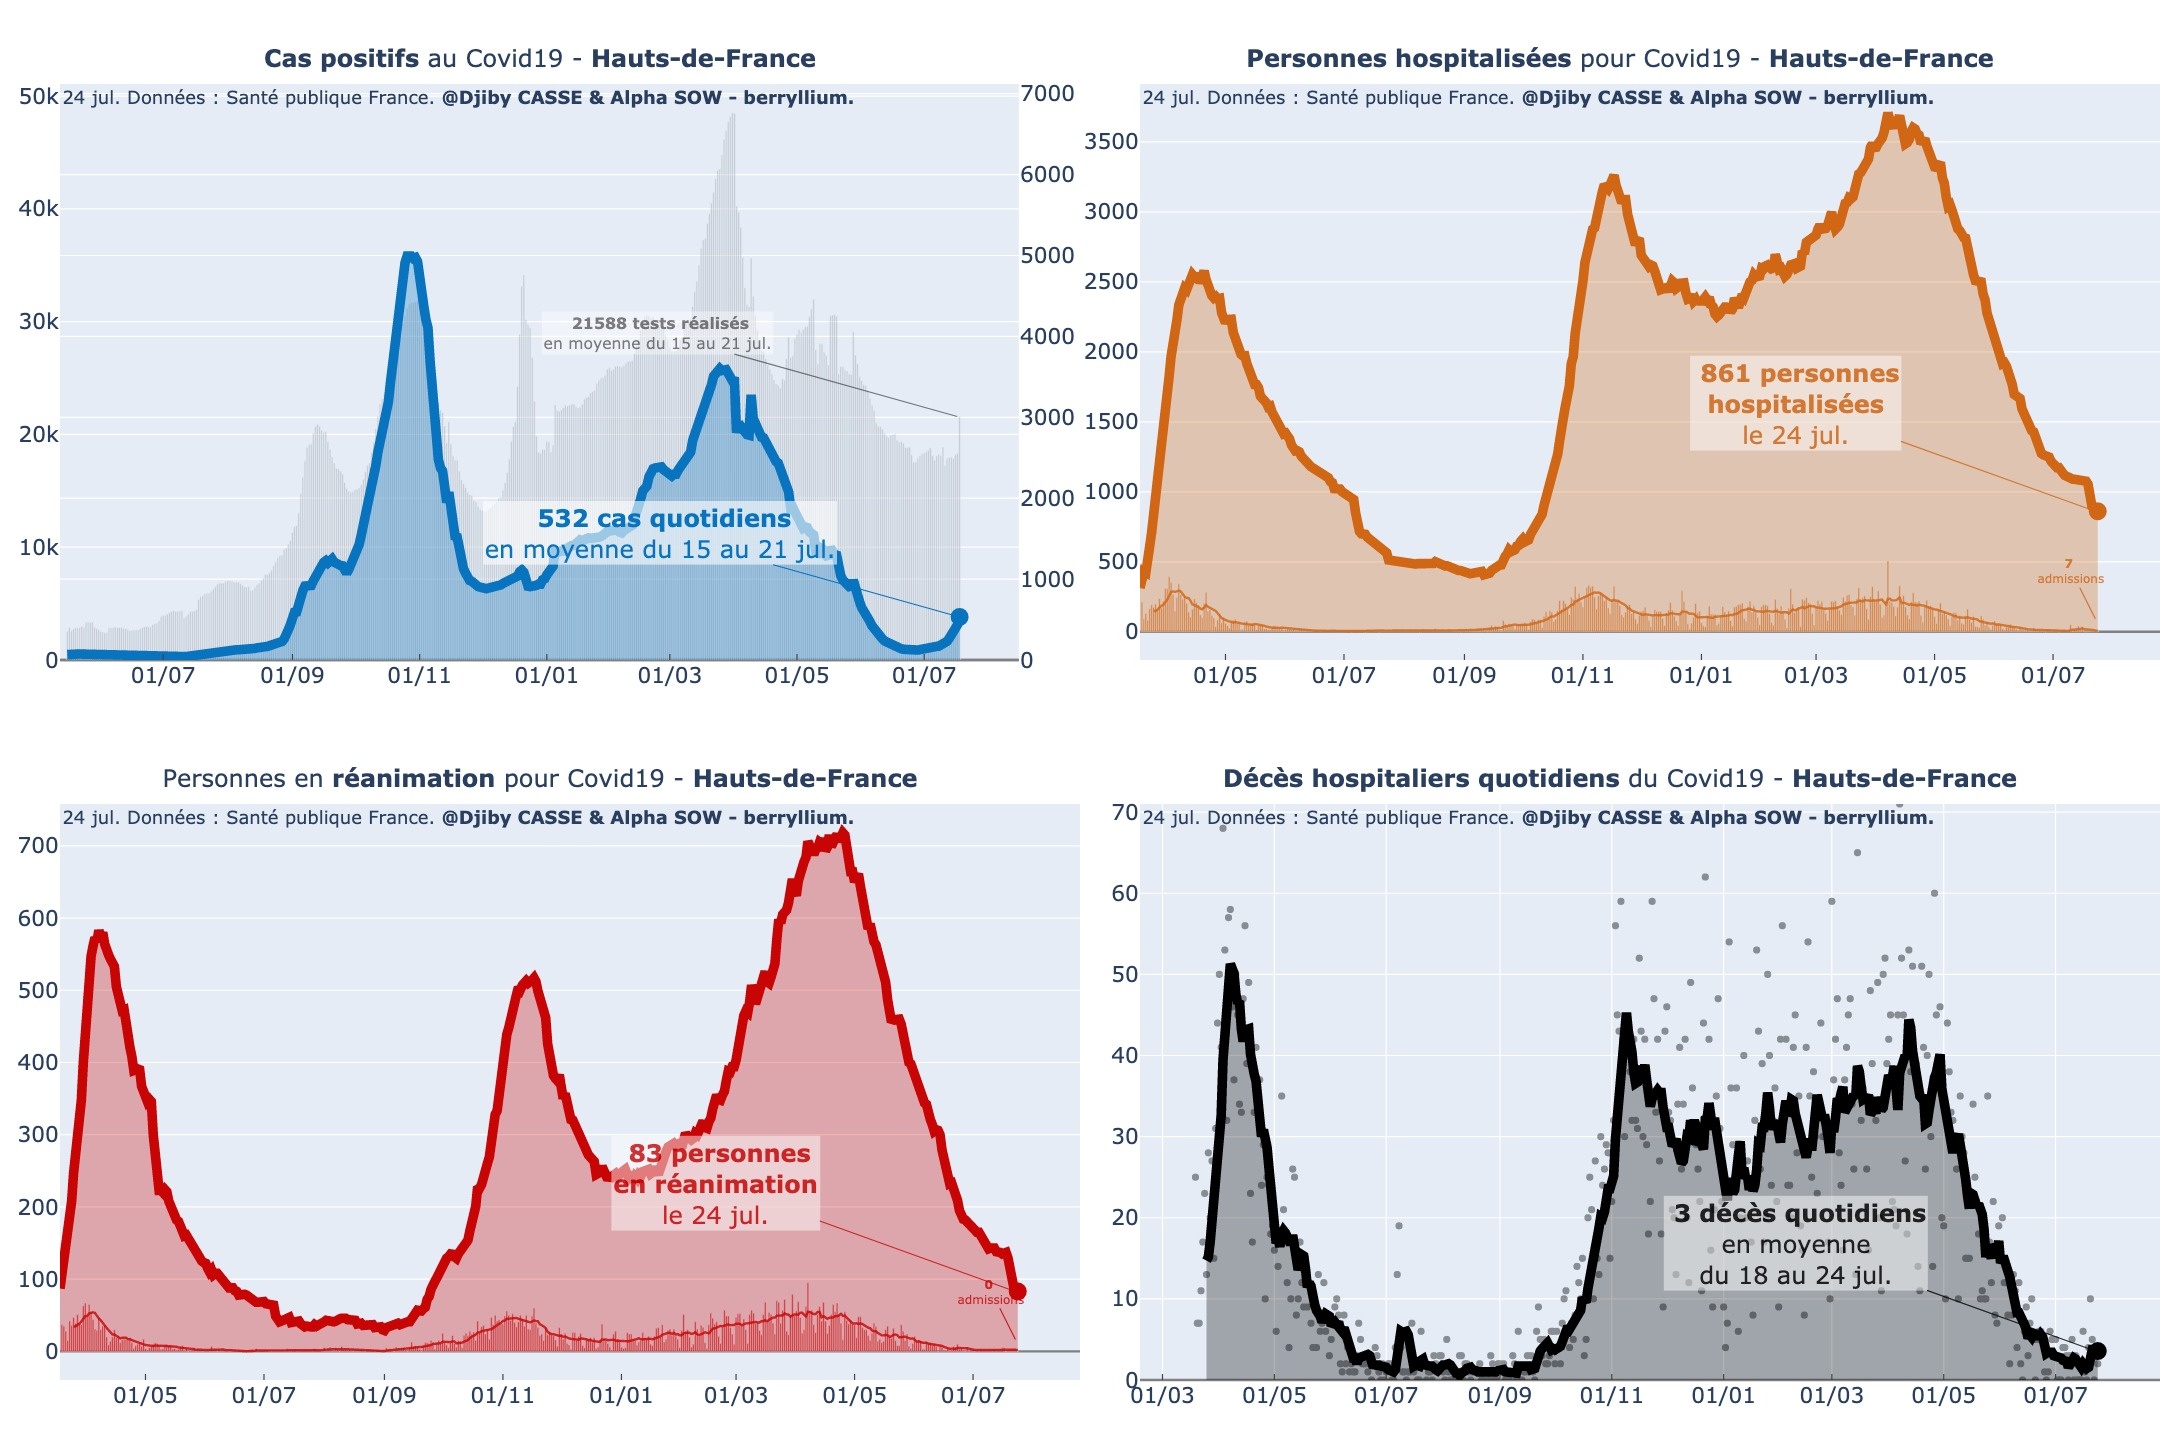 Cas positifs au Covid19 - Hauts-de-France
24 jul. Données : Santé publique France. @Djiby CASSE & Alpha SOW - berryllium.
50k
40k
30k
20k
10k
0
7000
6000
5000
4000
3000
2000
1000
0
21588 tests réalisés
en moyenne du 15 au 21 jul.
532 cas quotidiens
en moyenne du 15 au 21 jul.
01/07 01/09 01/11 01/01 01/03 01/05 01/07
Personnes hospitalisées pour Covid19 - Hauts-de-France
24 jul. Données : Santé publique France. @Djiby CASSE & Alpha SOW - berryllium.
3500
3000
2500
2000
1500
1000
500
0
861 personnes
hospitalisées
le 24 jul.
7
admissions
01/05 01/07 01/09 01/11 01/01 01/03 01/05 01/07
Personnes en réanimation pour Covid19 - Hauts-de-France
24 jul. Données : Santé publique France. @Djiby CASSE & Alpha SOW - berryllium.
700
600
500
400
300
200
100
0
83 personnes
en réanimation
le 24 jul.
0
admissions
01/05 01/07 01/09 01/11 01/01 01/03 01/05 01/07
Décès hospitaliers quotidiens du Covid19 - Hauts-de-France
24 jul. Données : Santé publique France. @Djiby CASSE & Alpha SOW - berryllium.
70
60
50
40
30
20
10
0
3 décès quotidiens
en moyenne
du 18 au 24 jul.
01/03 01/05 01/07 01/09 01/11 01/01 01/03 01/05 01/07